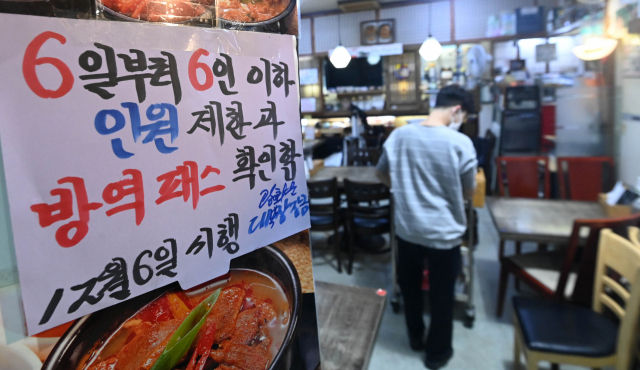 6일부터 6인 이하
인원 제한과
방역패스 확인함
12월 6일 시행